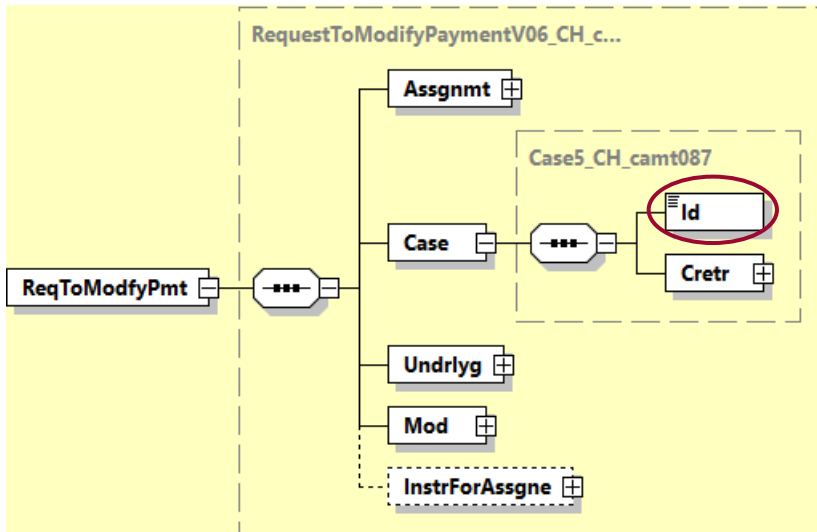 RequestToModifyPaymentV06_CH_c...
Assgnmt
Case5_CH_camt087
Id
Case
Cretr
ReqToModfyPmt
Undrlyg
Mod
InstrForAssgne